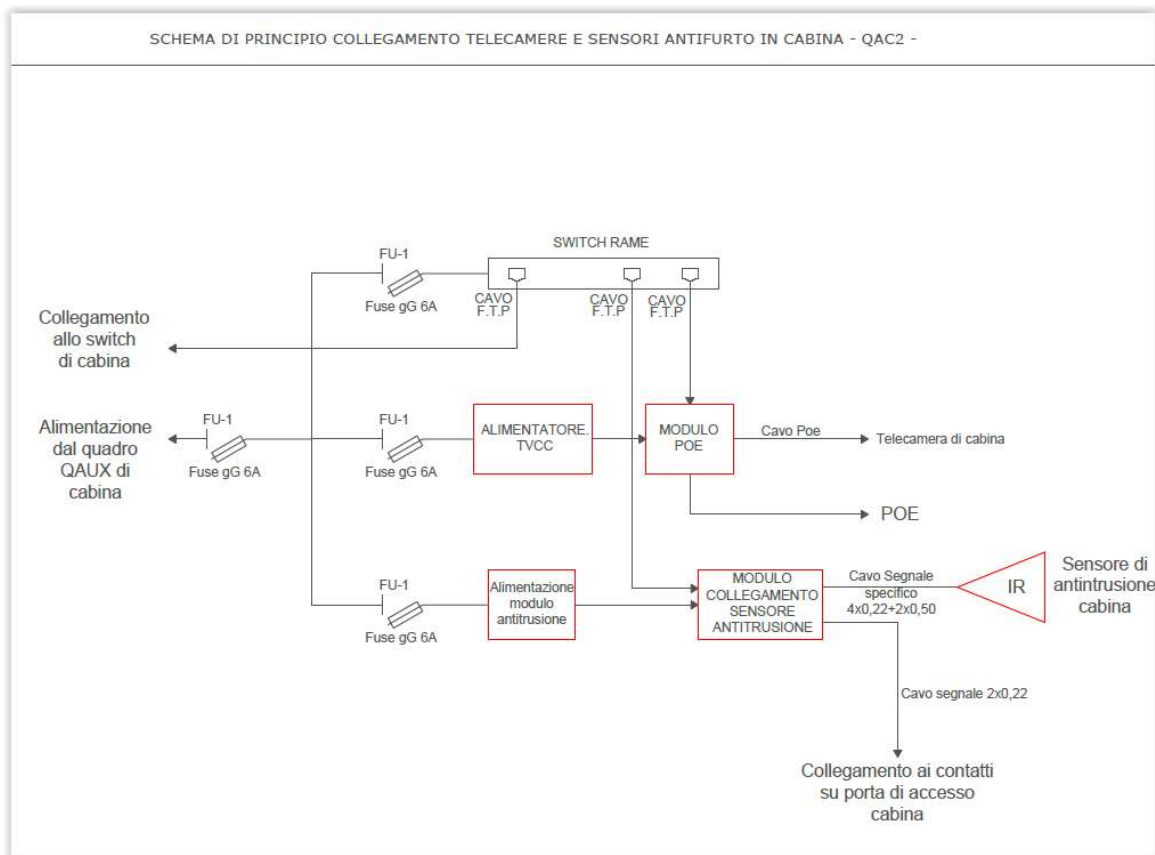 SCHEMA DI PRINCIPIO COLLEGAMENTO TELECAMERE E SENSORI ANTIFURTO IN CABINA - QAC2 -
SWITCH RAME
FU-1
Fuse gG 6A
CAVO
F.T.P
CAVO
F.T.P
CAVO
F.T.P
Collegamento
allo switch
di cabina
Alimentazione
dal quadro
QAUX di
cabina
FU-1
Fuse gG 6A
FU-1
Fuse gG 6A
ALIMENTATORE.
TVCC
MODULO
POE
Cavo Poe
Telecamera di cabina
POE
FU-1
Fuse gG 6A
Alimentazione
modulo
antitrusione
MODULO
COLLEGAMENTO
SENSORE
ANTITRUSIONE
Cavo Segnale
specifico
4x0,22+2x0,50
IR
Sensore di
antintrusione
cabina
Cavo segnale 2x0,22
Collegamento ai contatti
su porta di accesso
cabina